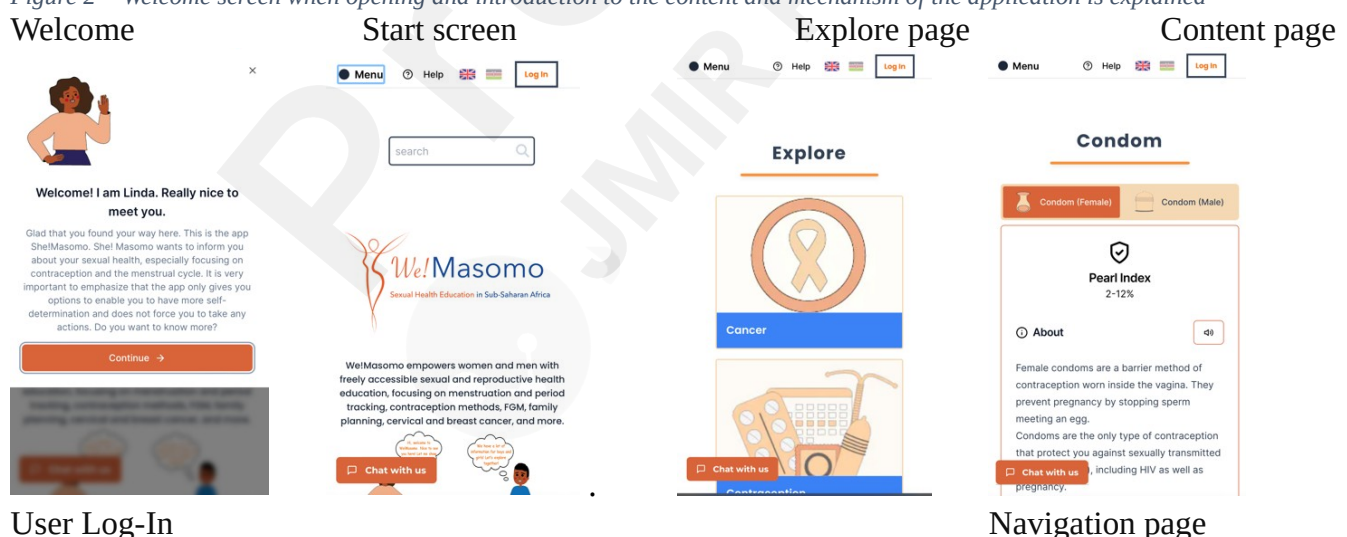 Figure 2 – Welcome screen when opening and introduction to the content and mechanism of the application is explained
Welcome
Start screen
Explore page
Content page
Welcome! I am Linda. Really nice to
meet you.
Glad that you found your way here. This is the app
She!Masomo. She! Masomo wants to inform you
about your sexual health, especially focusing on
contraception and the menstrual cycle. It is very
important to emphasize that the app only gives you
options to enable you to have more self-
determination and does not force you to take any
actions. Do you want to know more?
Continue →
Menu
Help
Log In
search
We!Masomo
Sexual Health Education in Sub-Saharan Africa
We!Masomo empowers women and men with
freely accessible sexual and reproductive health
education, focusing on menstruation and period
tracking, contraception methods, FGM, family
planning, cervical and breast cancer, and more.
Chat with us
Menu
Help
Log In
Explore
Cancer
Chat with us
Contraception
Menu
Help
Log In
Condom
Condom (Female)
Condom (Male)
Pearl Index
2-12%
About
Female condoms are a barrier method of
contraception worn inside the vagina. They
prevent pregnancy by stopping sperm
meeting an egg.
Condoms are the only type of contraception
that protect you against sexually transmitted
Chat with us
, including HIV as well as
pregnancy.
User Log-In
Navigation page
JMIR